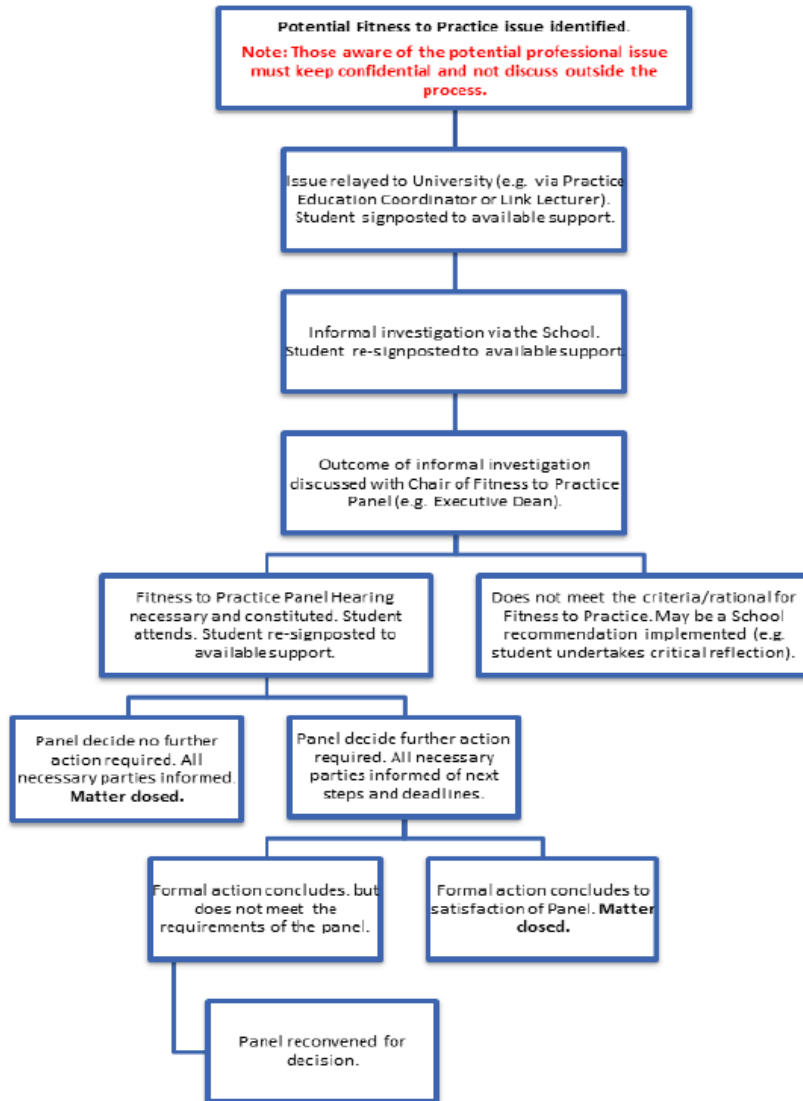 Potential Fitness to Practice issue identified.
Note: Those aware of the potential professional issue
must keep confidential and not discuss outside the
process.
Issue relayed to University (e.g. via Practice
Education Coordinator or Link Lecturer).
Student signposted to available support.
Informal investigation via the School.
Student re-signposted to available support.
Outcome of informal investigation
discussed with Chair of Fitness to Practice
Panel (e.g. Executive Dean).
Fitness to Practice Panel Hearing
necessary and constituted. Student
attends. Student re-signposted to
available support.
Does not meet the criteria/rational for
Fitness to Practice. May be a School
recommendation implemented (e.g.
student undertakes critical reflection).
Panel decide no further
action required. All
necessary parties informed.
Matter closed.
Panel decide further action
required. All necessary
parties informed of next
steps and deadlines.
Formal action concludes, but
does not meet the
requirements of the panel.
Formal action concludes to
satisfaction of Panel. Matter
closed.
Panel reconvened for
decision.